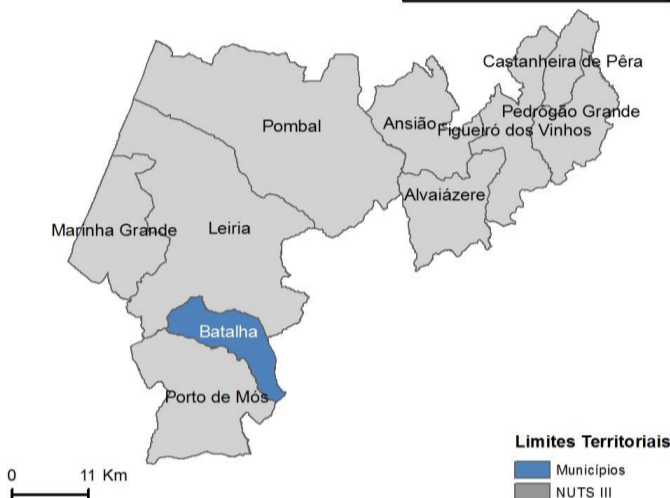 Castanheira de Pêra
Pedrógão Grande
Pombal
Ansião
Figueiró dos Vinhos
Alvaiázere
Marinha Grande
Leiria
Batalha
Porto de Mós
0 11 Km
Limites Territoriais
Municípios
NUTS III